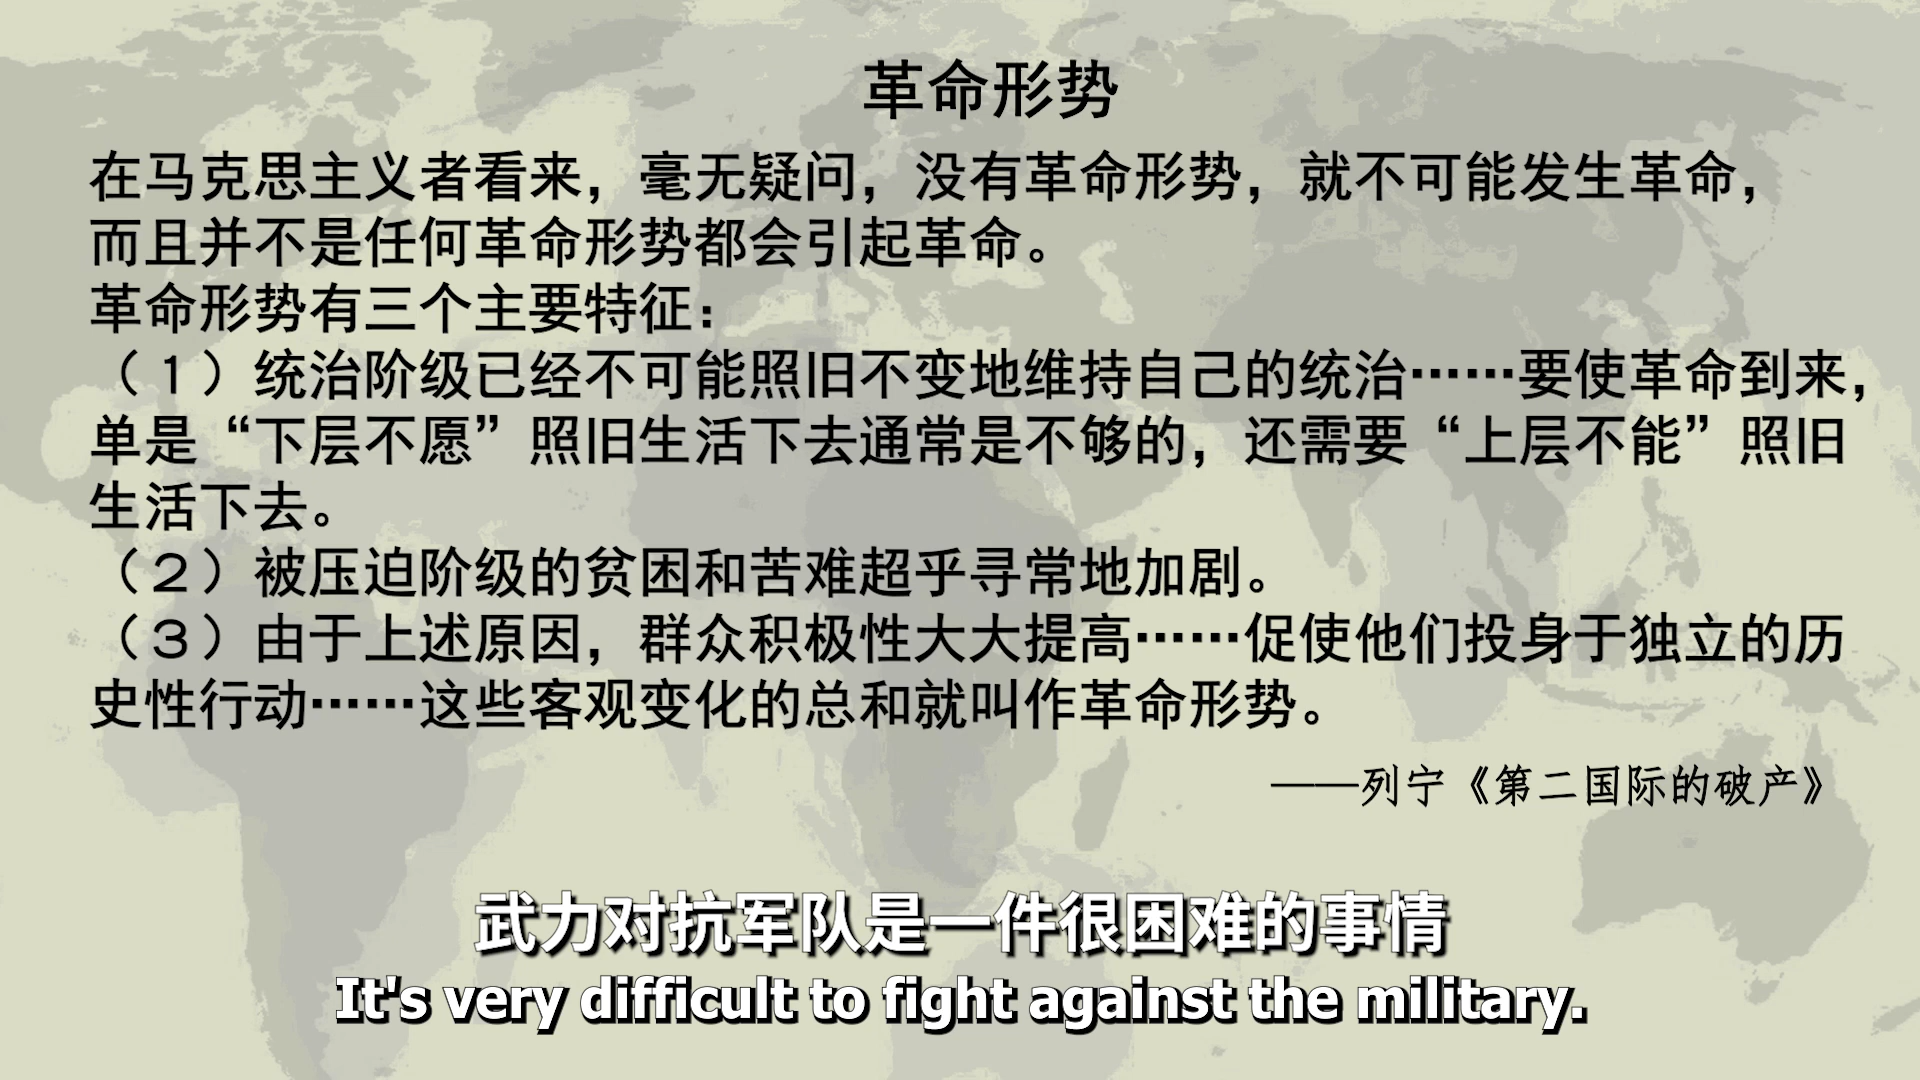 革命形势
在马克思主义者看来，毫无疑问，没有革命形势，就不可能发生革命，
而且并不是任何革命形势都会引起革命。
革命形势有三个主要特征：
（１）统治阶级已经不可能照旧不变地维持自己的统治……要使革命到来，
单是“下层不愿”照旧生活下去通常是不够的，还需要“上层不能”照旧
生活下去。
（２）被压迫阶级的贫困和苦难超乎寻常地加剧。
（３）由于上述原因，群众积极性大大提高……促使他们投身于独立的历
史性行动……这些客观变化的总和就叫作革命形势。
——列宁《第二国际的破产》
武力对抗军队是一件很困难的事情
It's very difficult to fight against the military.